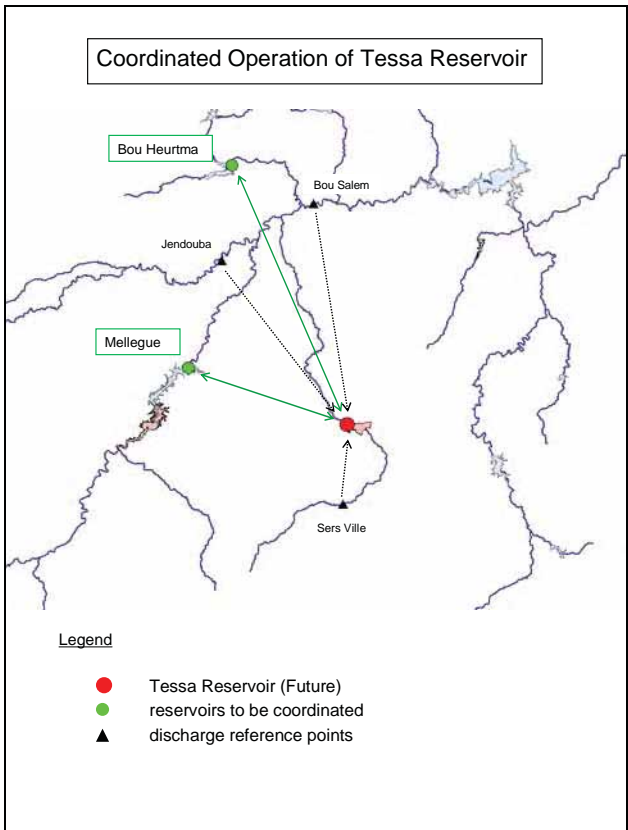 Coordinated Operation of Tessa Reservoir
Bou Heurtma
Bou Salem
Jendouba
Mellegue
Sers Ville
Legend
Tessa Reservoir (Future)
reservoirs to be coordinated
discharge reference points